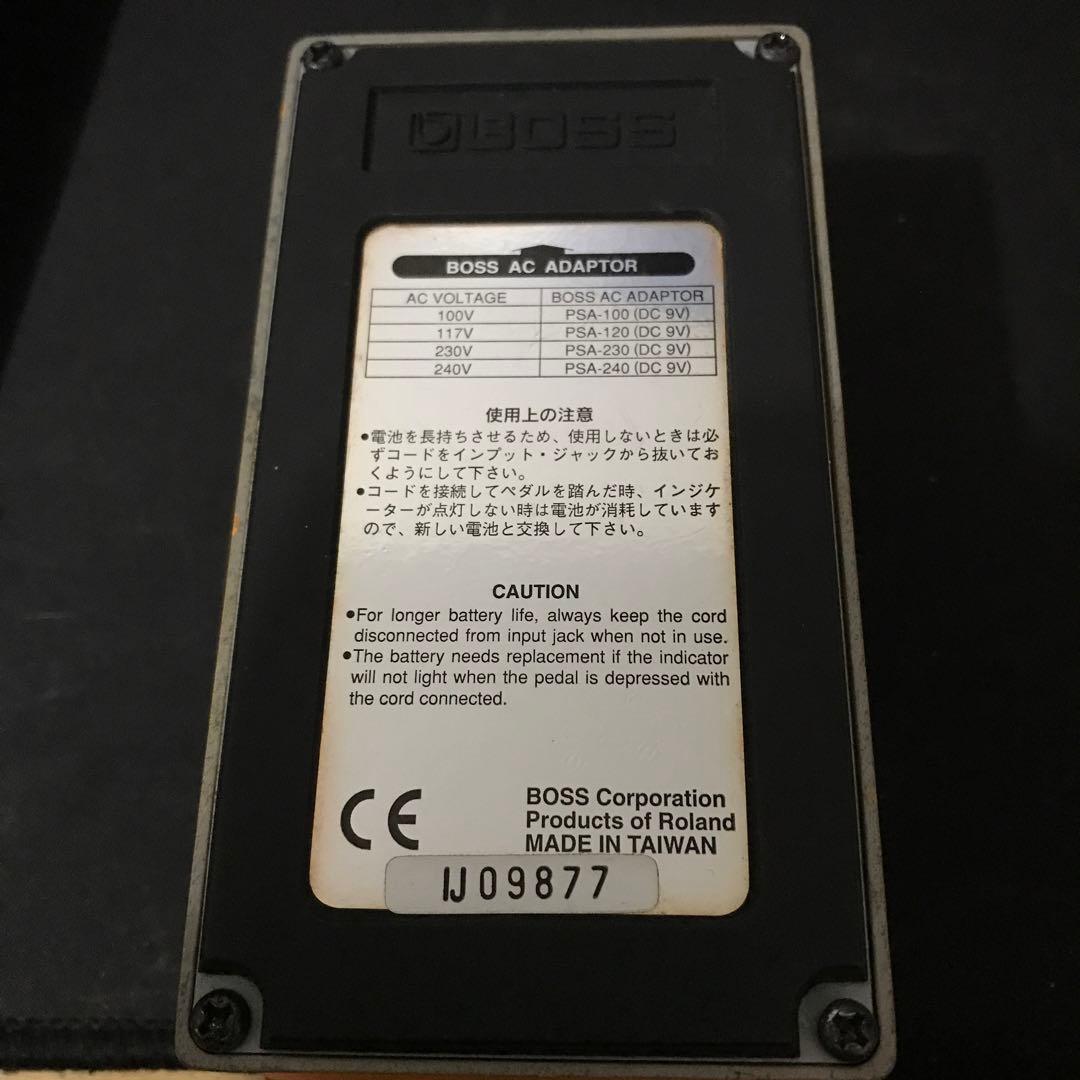 BOSS
BOSS AC ADAPTOR
AC VOLTAGE BOSS AC ADAPTOR
100V PSA-100 (DC 9V)
117V PSA-120 (DC 9V)
230V PSA-230 (DC 9V)
240V PSA-240 (DC 9V)
使用上の注意
●電池を長持ちさせるため、使用しないときは必
ずコードをインプット・ジャックから抜いてお
くようにして下さい。
●コードを接続してペダルを踏んだ時、インジケ
ーターが点灯しない時は電池が消耗しています
ので、新しい電池と交換して下さい。
CAUTION
●For longer battery life, always keep the cord
disconnected from input jack when not in use.
●The battery needs replacement if the indicator
will not light when the pedal is depressed with
the cord connected.
CE
BOSS Corporation
Products of Roland
MADE IN TAIWAN
IJ09877